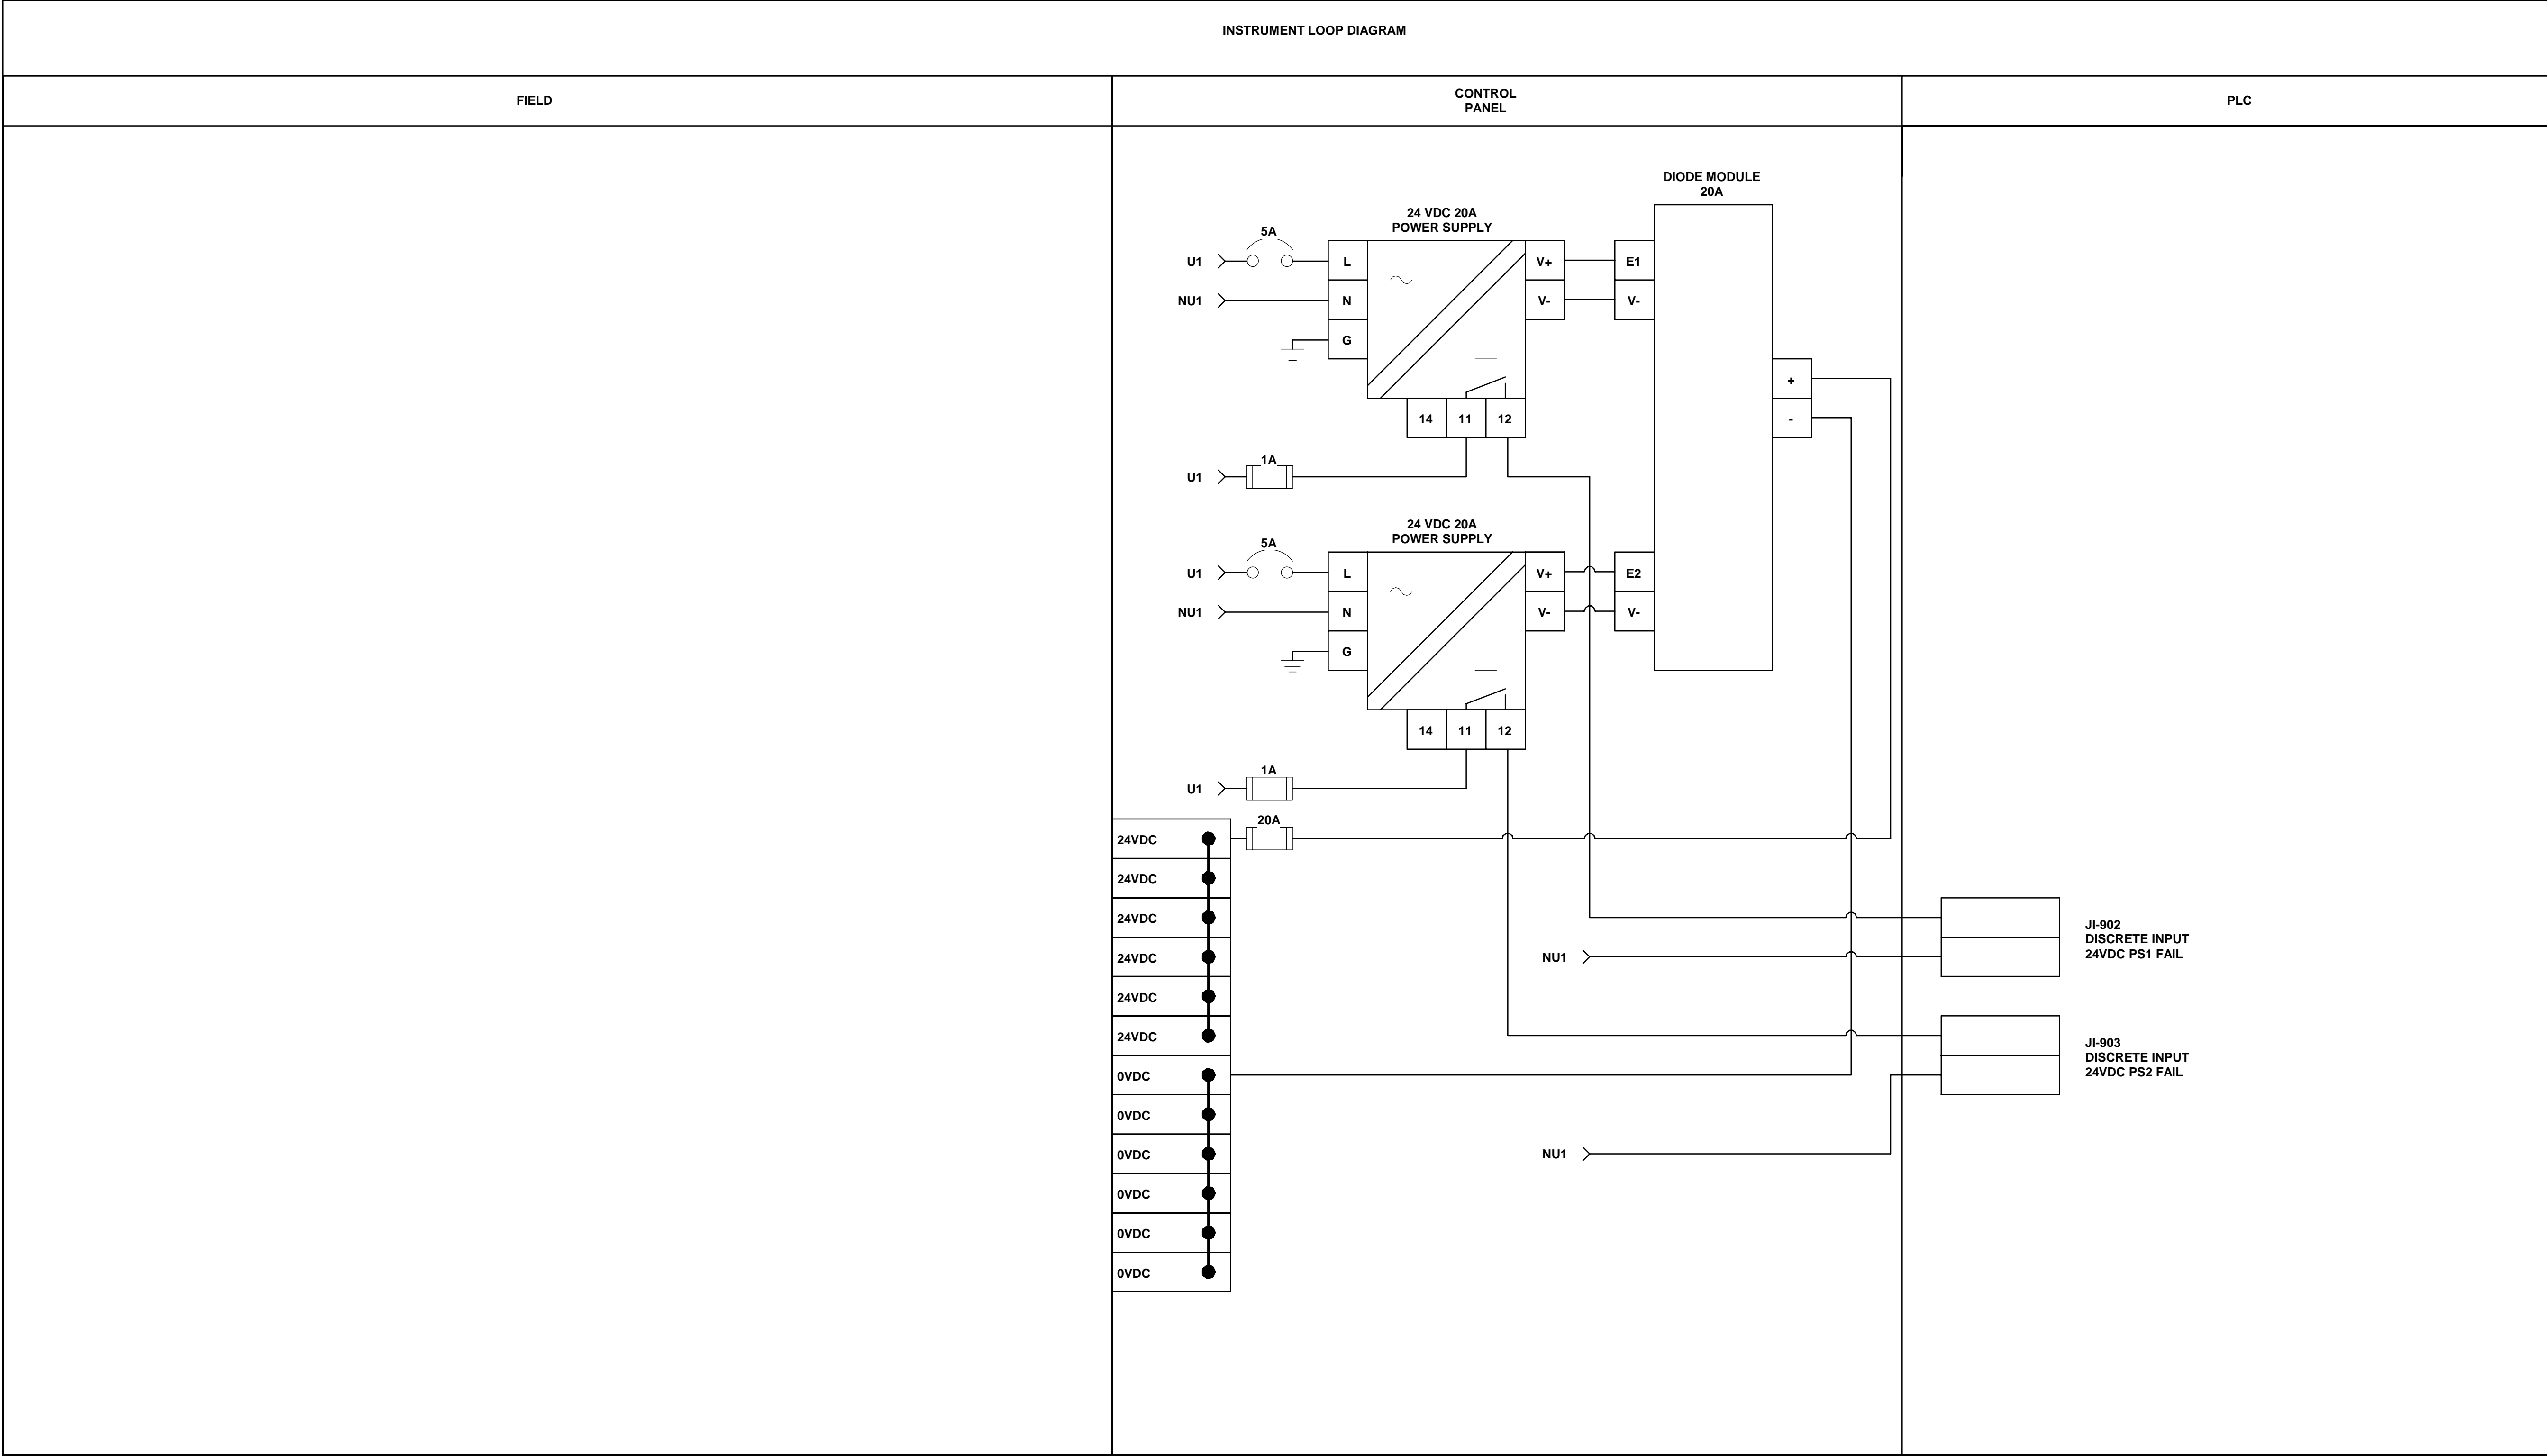 INSTRUMENT LOOP DIAGRAM
FIELD
CONTROL
PANEL
PLC
DIODE MODULE
20A
24 VDC 20A
POWER SUPPLY
5A
U1
L
V+
E1
NU1
N
V-
V-
G
+
-
14
11
12
1A
U1
24 VDC 20A
POWER SUPPLY
5A
U1
L
V+
E2
NU1
N
V-
V-
G
14
11
12
1A
U1
20A
24VDC
24VDC
24VDC
24VDC
24VDC
24VDC
0VDC
0VDC
0VDC
0VDC
0VDC
0VDC
NU1
JI-902
DISCRETE INPUT
24VDC PS1 FAIL
JI-903
DISCRETE INPUT
24VDC PS2 FAIL
NU1